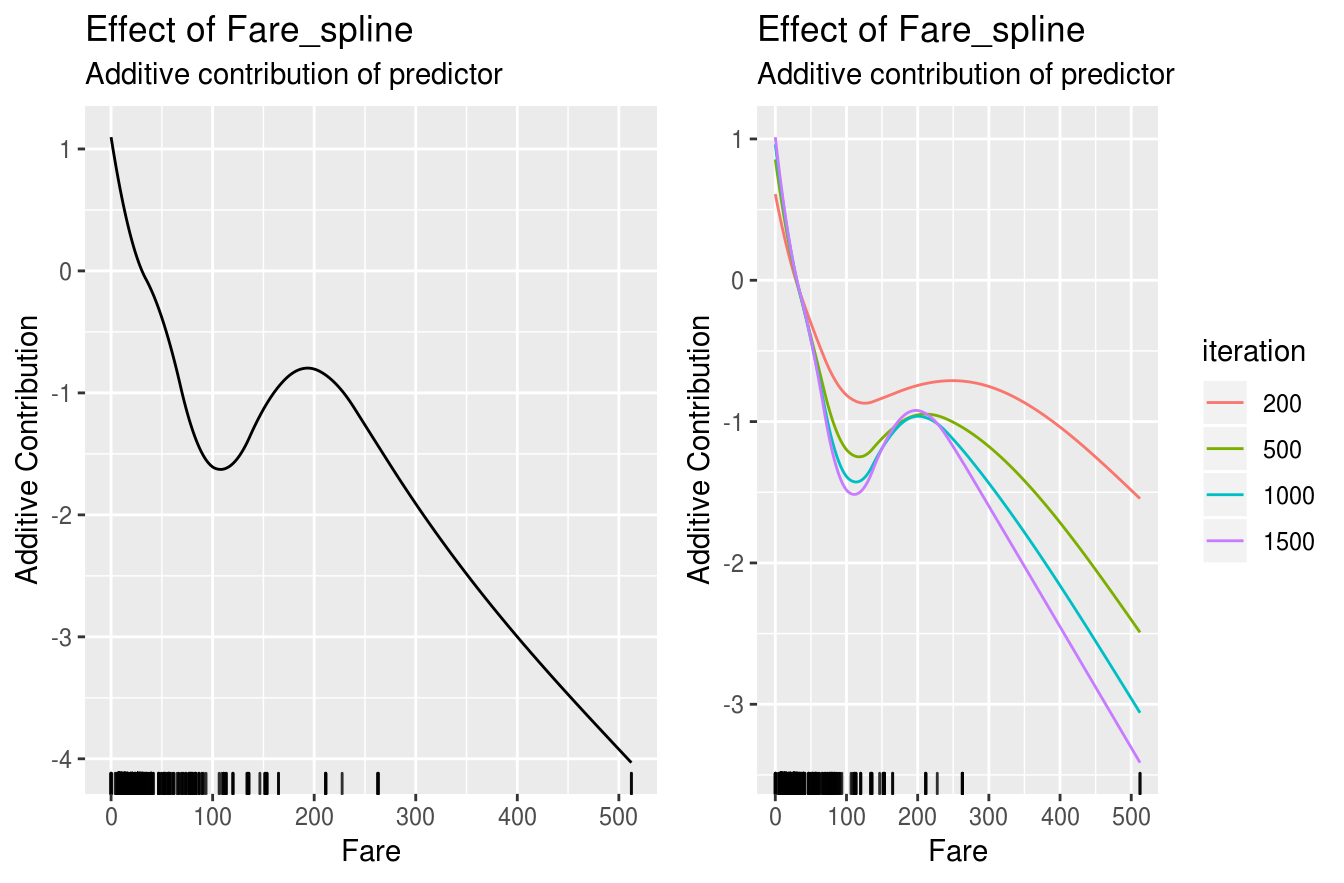 Effect of Fare_spline
Additive contribution of predictor
Additive Contribution
1
0
-1
-2
-3
-4
0 100 200 300 400 500
Fare
Effect of Fare_spline
Additive contribution of predictor
Additive Contribution
1
0
-1
-2
-3
0 100 200 300 400 500
Fare
iteration
200
500
1000
1500